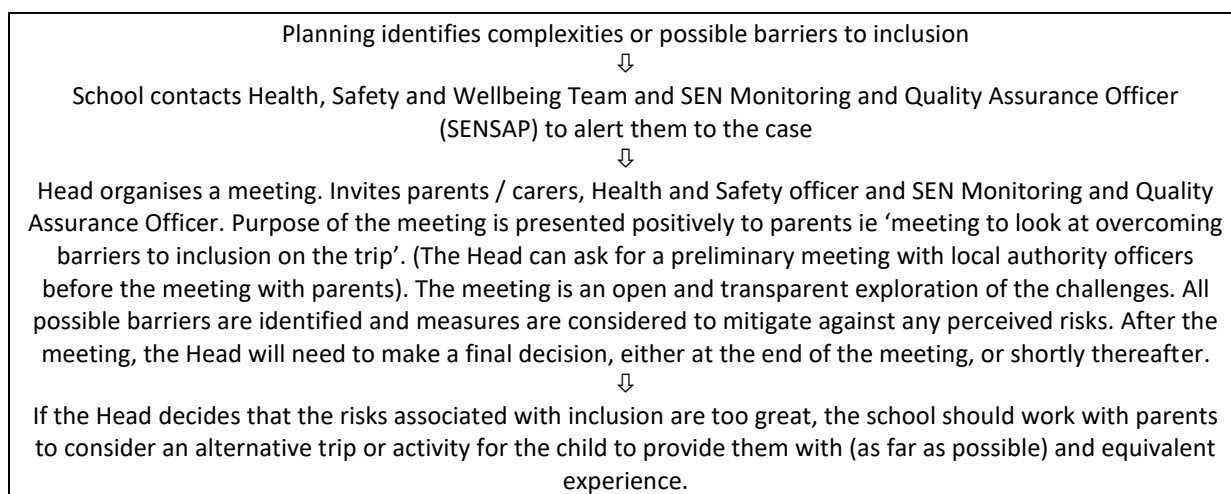 Planning identifies complexities or possible barriers to inclusion
⇩
School contacts Health, Safety and Wellbeing Team and SEN Monitoring and Quality Assurance Officer
(SENSAP) to alert them to the case
⇩
Head organises a meeting. Invites parents / carers, Health and Safety officer and SEN Monitoring and Quality
Assurance Officer. Purpose of the meeting is presented positively to parents ie ‘meeting to look at overcoming
barriers to inclusion on the trip’. (The Head can ask for a preliminary meeting with local authority officers
before the meeting with parents). The meeting is an open and transparent exploration of the challenges. All
possible barriers are identified and measures are considered to mitigate against any perceived risks. After the
meeting, the Head will need to make a final decision, either at the end of the meeting, or shortly thereafter.
⇩
If the Head decides that the risks associated with inclusion are too great, the school should work with parents
to consider an alternative trip or activity for the child to provide them with (as far as possible) and equivalent
experience.